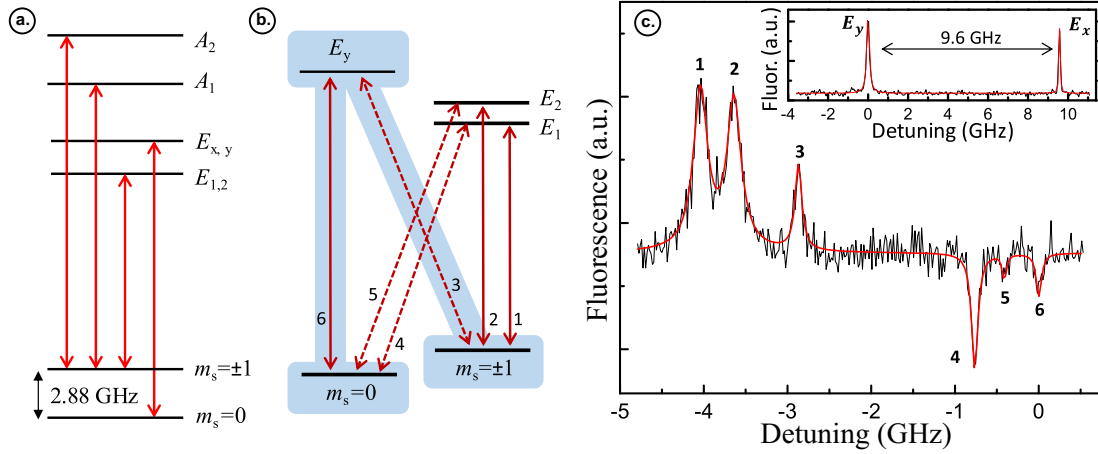 a.
A2
A1
Ex, y
E1,2
ms=±1
2.88 GHz
ms=0
b.
Ey
E2
E1
5
3
6
4
2
1
ms=0
ms=±1
c.
Fluorescence (a.u.)
1
2
3
4
5
6
-5
-4
-3
-2
-1
0
Detuning (GHz)
Fluor. (a.u.)
Ey
Ex
9.6 GHz
-2
0
2
4
6
8
10
Detuning (GHz)